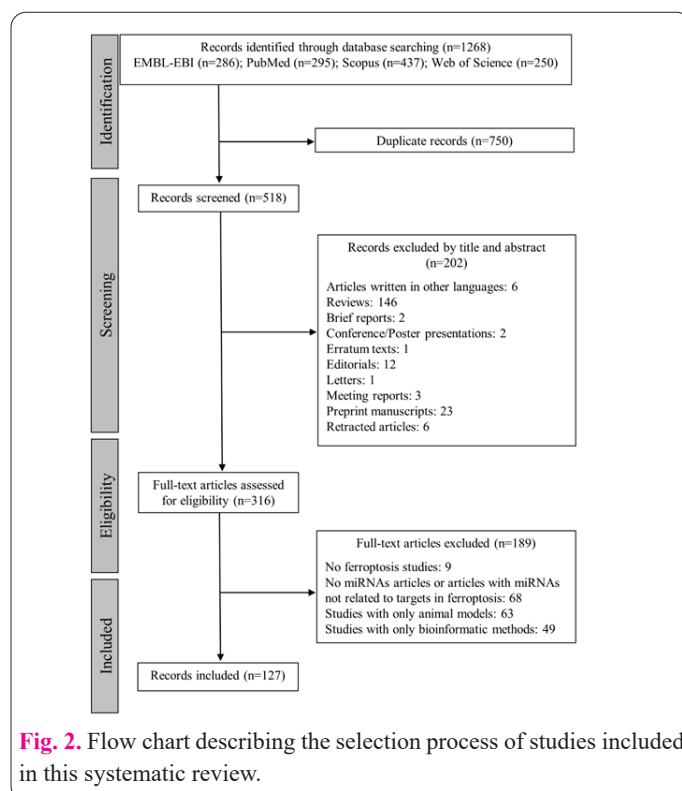 Identification
Records identified through database searching (n=1268)
EMBL-EBI (n=286); PubMed (n=295); Scopus (n=437); Web of Science (n=250)
Duplicate records (n=750)
Screening
Records screened (n=518)
Records excluded by title and abstract
(n=202)
Articles written in other languages: 6
Reviews: 146
Brief reports: 2
Conference/Poster presentations: 2
Erratum texts: 1
Editorials: 12
Letters: 1
Meeting reports: 3
Preprint manuscripts: 23
Retracted articles: 6
Eligibility
Full-text articles assessed
for eligibility (n=316)
Full-text articles excluded (n=189)
No ferroptosis studies: 9
No miRNAs articles or articles with miRNAs
not related to targets in ferroptosis: 68
Studies with only animal models: 63
Studies with only bioinformatic methods: 49
Included
Records included (n=127)
Fig. 2. Flow chart describing the selection process of studies included
in this systematic review.